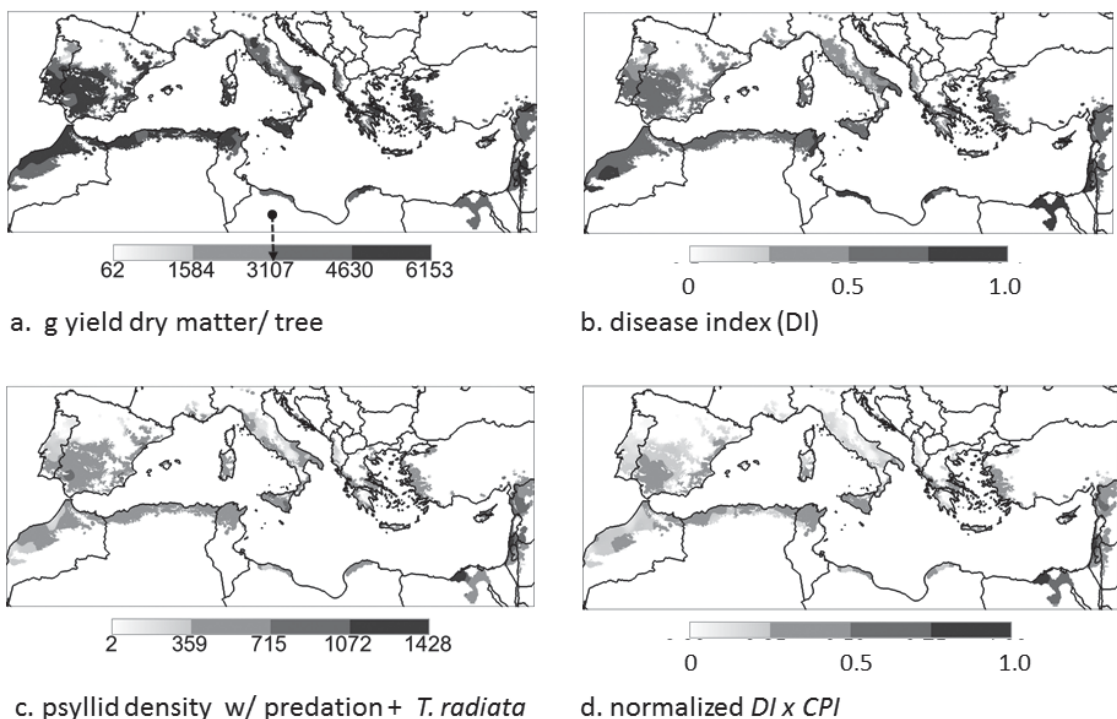 62 1584 3107 4630 6153
0 0.5 1.0
a. g yield dry matter/ tree
b. disease index (DI)
2 359 715 1072 1428
0 0.5 1.0
c. psyllid density w/ predation + T. radiata
d. normalized DI x CPI